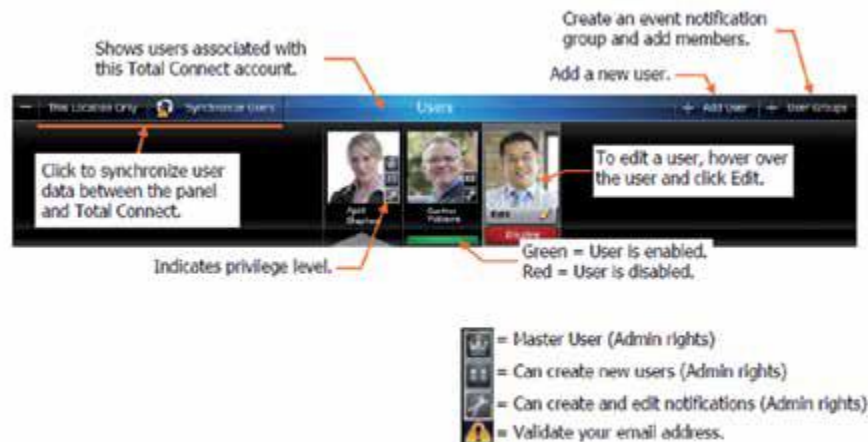 Create an event notification
group and add members.
Shows users associated with
this Total Connect account.
Add a new user.
This Location Only
Synchronize Users
Users
Add User
User Groups
Click to synchronize user
data between the panel
and Total Connect.
To edit a user, hover over
the user and click Edit.
April
Edit
Indicates privilege level.
Green = User is enabled.
Red = User is disabled.
= Master User (Admin rights)
= Can create new users (Admin rights)
= Can create and edit notifications (Admin rights)
= Validate your email address.